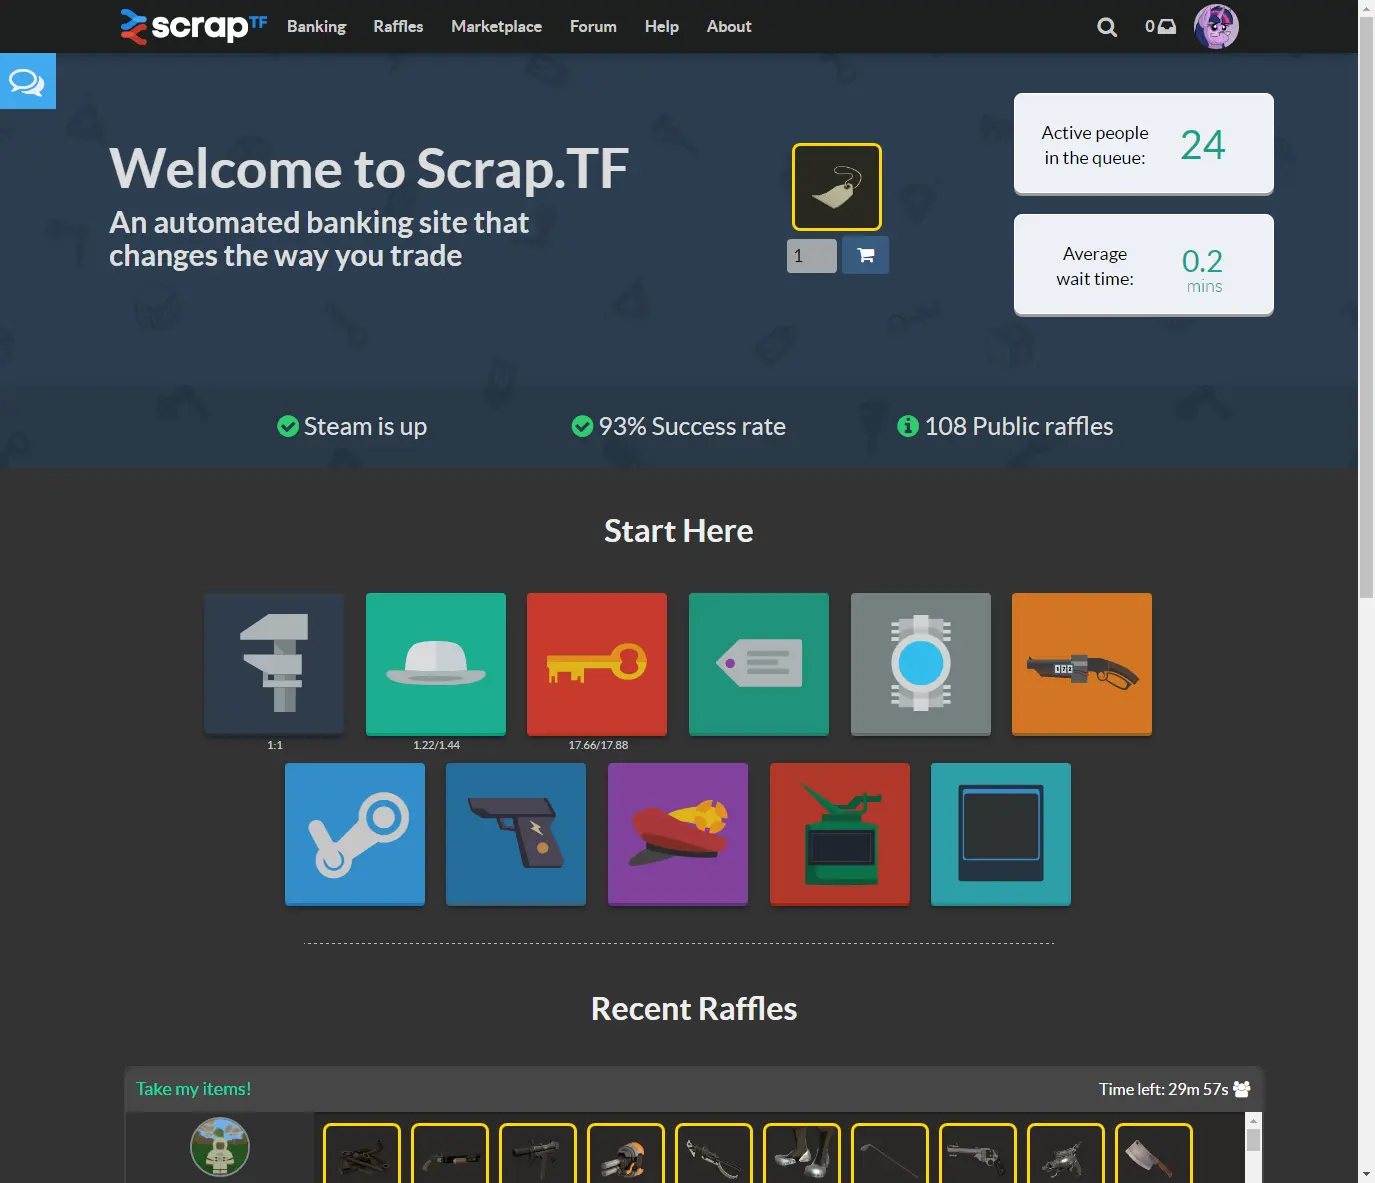 scrapTF Banking Raffles Marketplace Forum Help About 0
Welcome to Scrap.TF
An automated banking site that
changes the way you trade
1
Active people
in the queue:
24
Average
wait time:
0.2
mins
Steam is up
93% Success rate
108 Public raffles
Start Here
1:1
1.22/1.44
17.66/17.88
Recent Raffles
Take my items!
Time left: 29m 57s